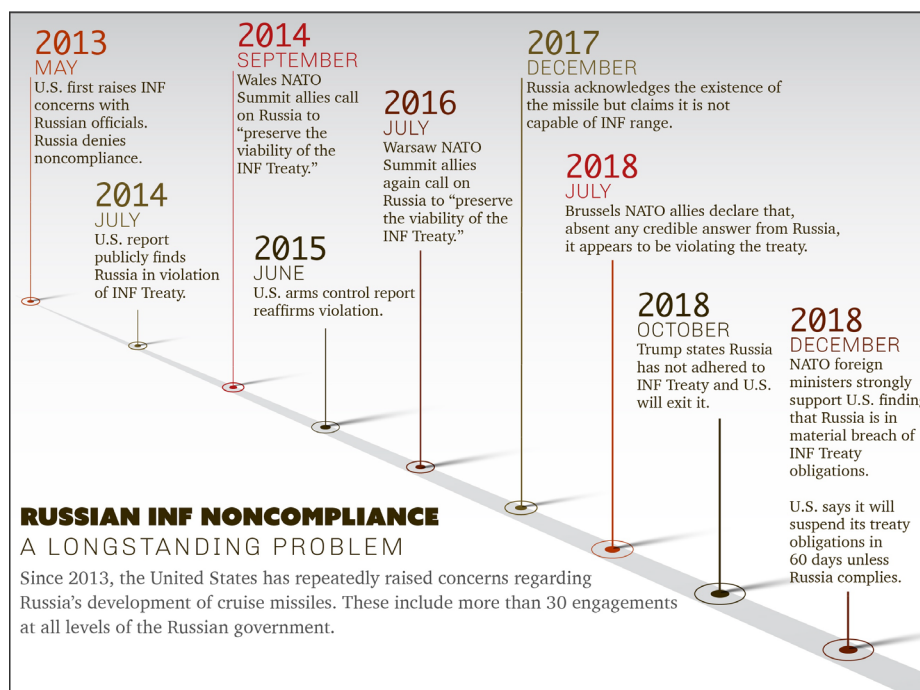 2013
MAY
U.S. first raises INF
concerns with
Russian officials.
Russia denies
noncompliance.
2014
JULY
U.S. report
publicly finds
Russia in violation
of INF Treaty.
2014
SEPTEMBER
Wales NATO
Summit allies call
on Russia to
“preserve the
viability of the
INF Treaty.”
2015
JUNE
U.S. arms control report
reaffirms violation.
2016
JULY
Warsaw NATO
Summit allies
again call on
Russia to “preserve
the viability of the
INF Treaty.”
2017
DECEMBER
Russia acknowledges the existence of
the missile but claims it is not
capable of INF range.
2018
JULY
Brussels NATO allies declare that,
absent any credible answer from Russia,
it appears to be violating the treaty.
2018
OCTOBER
Trump states Russia
has not adhered to
INF Treaty and U.S.
will exit it.
2018
DECEMBER
NATO foreign
ministers strongly
support U.S. finding
that Russia is in
material breach of
INF Treaty
obligations.
U.S. says it will
suspend its treaty
obligations in
60 days unless
Russia complies.
RUSSIAN INF NONCOMPLIANCE
A LONGSTANDING PROBLEM
Since 2013, the United States has repeatedly raised concerns regarding
Russia’s development of cruise missiles. These include more than 30 engagements
at all levels of the Russian government.